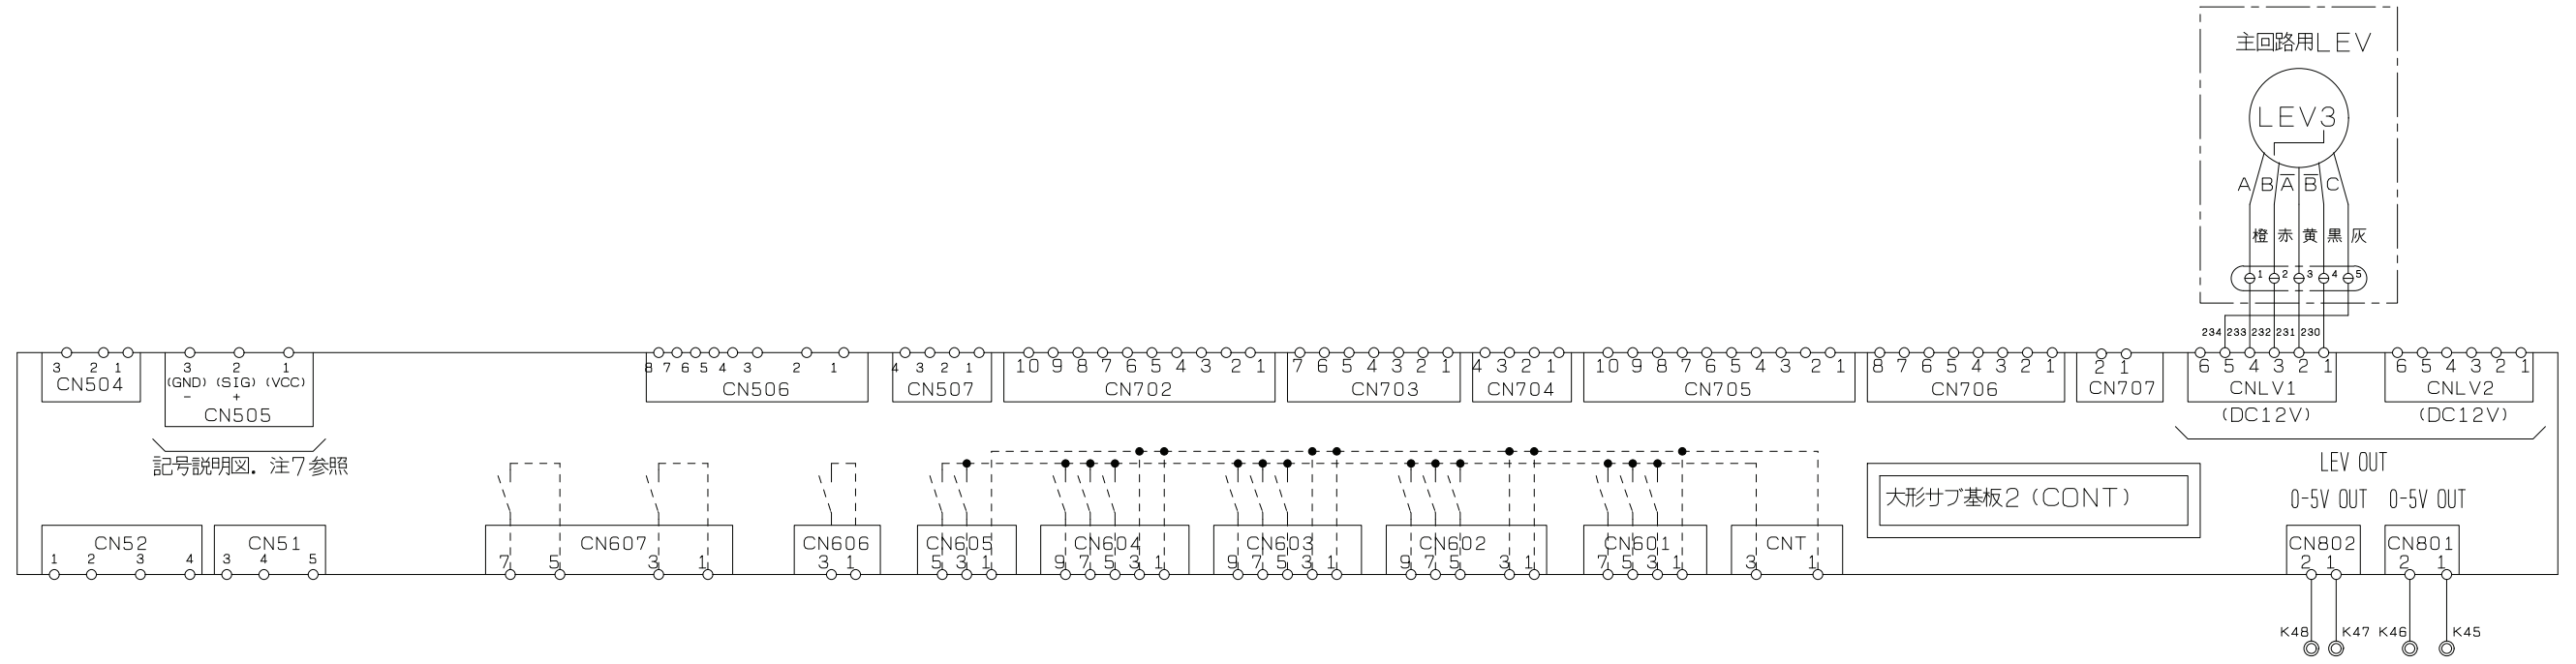 主回路用LEV
LEV3
A B A B C
橙 赤 黄 黒 灰
1 2 3 4 5
234 233 232 231 230
3 2 1
CN504
3 2 1
(GND) (SIG) (VCC)
- +
CN505
8 7 6 5 4 3 2 1
CN506
4 3 2 1
CN507
10 9 8 7 6 5 4 3 2 1
CN702
7 6 5 4 3 2 1
CN703
4 3 2 1
CN704
10 9 8 7 6 5 4 3 2 1
CN705
8 7 6 5 4 3 2 1
CN706
2 1
CN707
6 5 4 3 2 1
CNLV1
(DC12V)
6 5 4 3 2 1
CNLV2
(DC12V)
記号説明図. 注7参照
LEV OUT
大形サブ基板2(CONT)
0-5V OUT 0-5V OUT
CN52
1 2 3 4
CN51
3 4 5
CN607
7 5 3 1
CN606
3 1
CN605
5 3 1
CN604
9 7 5 3 1
CN603
9 7 5 3 1
CN602
9 7 5 3 1
CN601
7 5 3 1
CNT
3 1
CN802
2 1
CN801
2 1
K48 K47 K46 K45